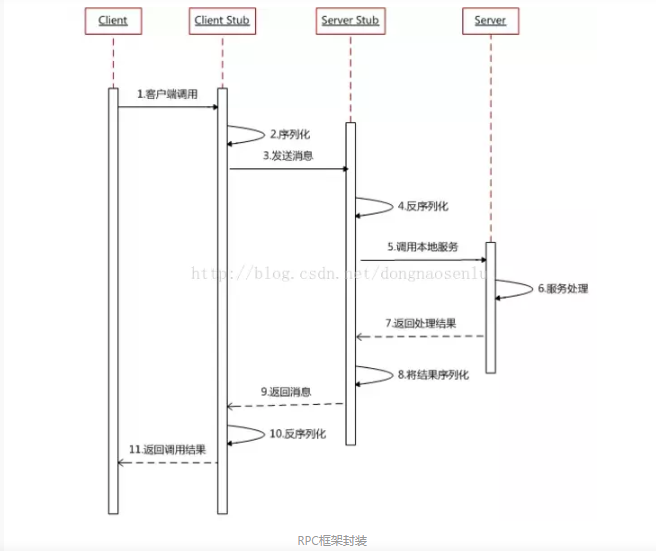 Client
Client Stub
Server Stub
Server
1.客户端调用
2.序列化
3.发送消息
4.反序列化
5.调用本地服务
http://blog.csdn.net/dongnaosenlu
6.服务处理
7.返回处理结果
8.将结果序列化
9.返回消息
10.反序列化
11.返回调用结果
RPC框架封装